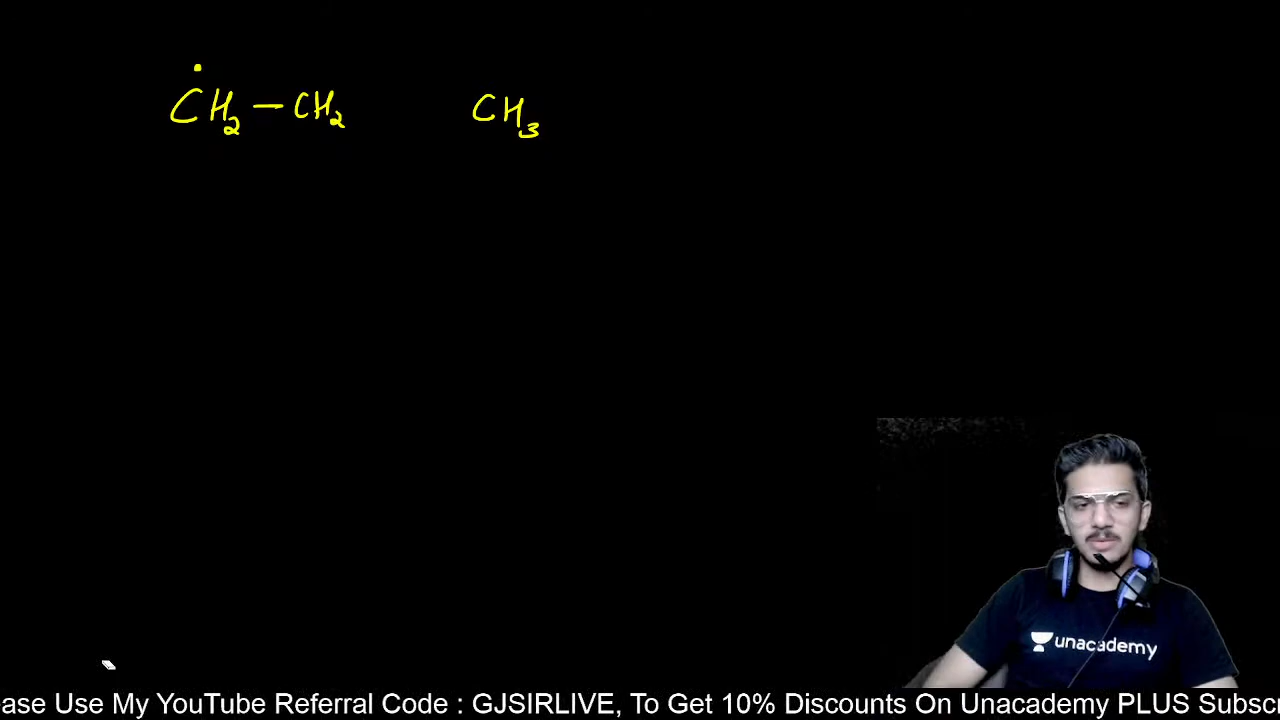 ĊH₂ — CH₂ CH₃
unacademy
ase Use My YouTube Referral Code : GJSIRLIVE, To Get 10% Discounts On Unacademy PLUS Subsc